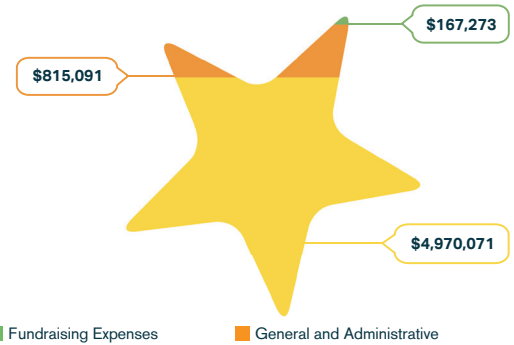 $167,273
$815,091
$4,970,071
Fundraising Expenses
General and Administrative